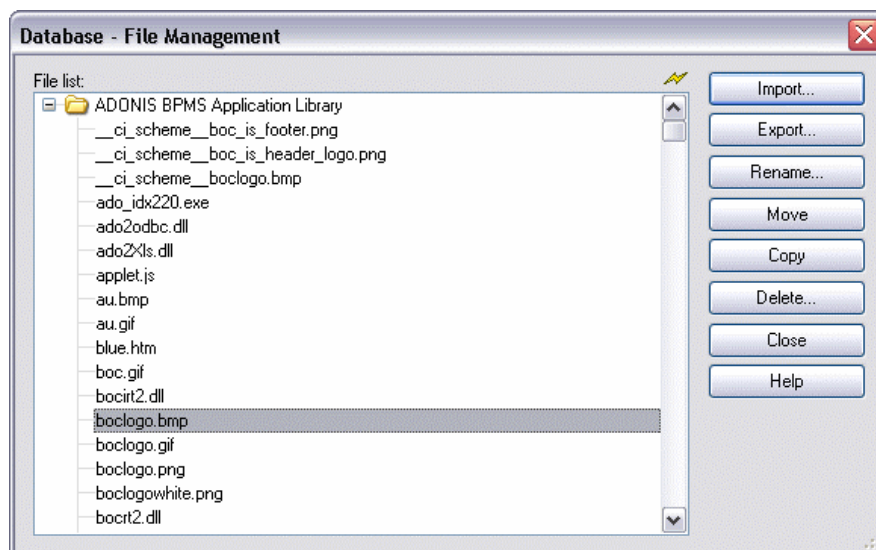 Database - File Management
File list:
ADONIS BPMS Application Library
__ci_scheme__boc_is_footer.png
__ci_scheme__boc_is_header_logo.png
__ci_scheme__boclogo.bmp
ado_idx220.exe
ado2odbc.dll
ado2Xls.dll
applet.js
au.bmp
au.gif
blue.htm
boc.gif
bocirt2.dll
boclogo.bmp
boclogo.gif
boclogo.png
boclogowhite.png
bocrt2.dll
Import...
Export...
Rename...
Move
Copy
Delete...
Close
Help